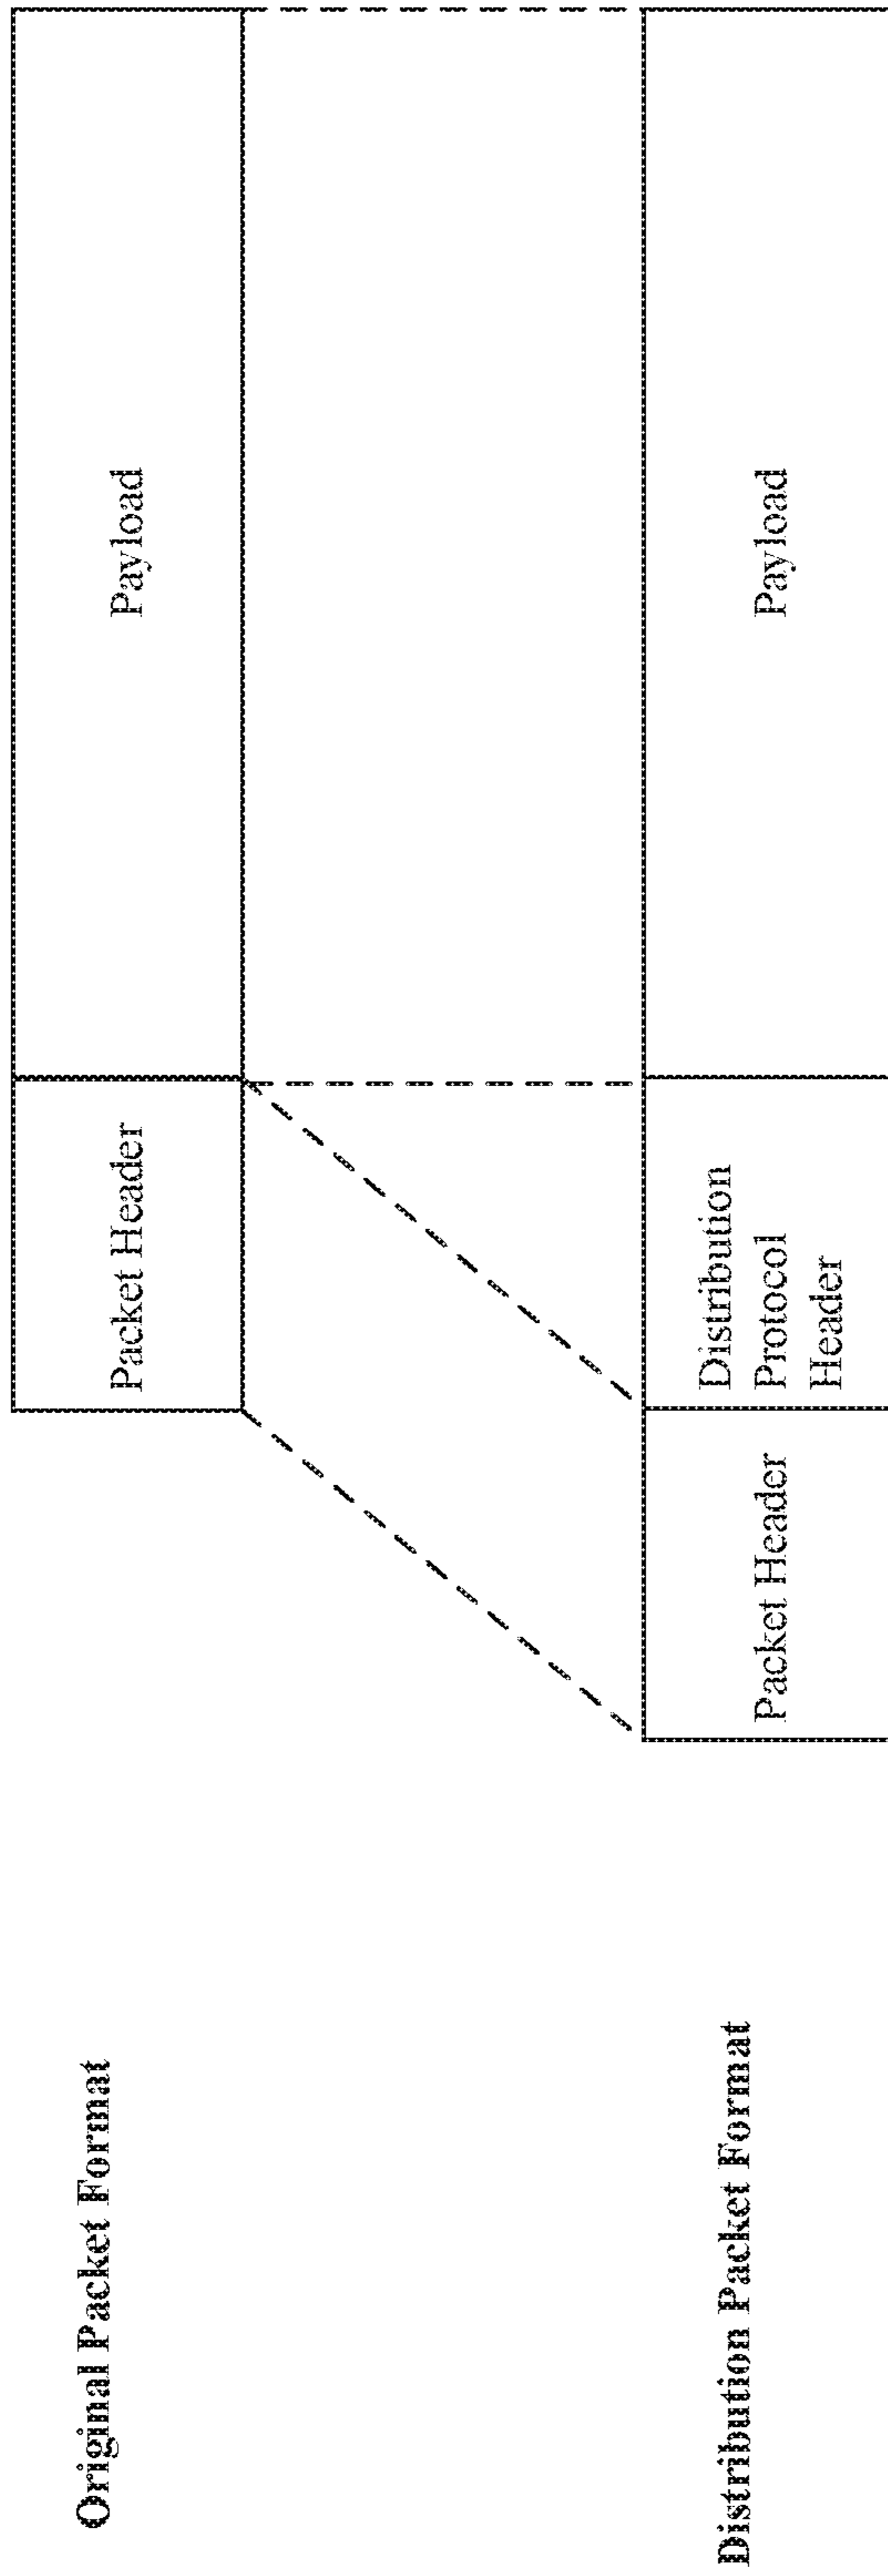 Original Packet Format
Packet Header
Payload
Distribution Packet Format
Packet Header
Distribution
Protocol
Header
Payload